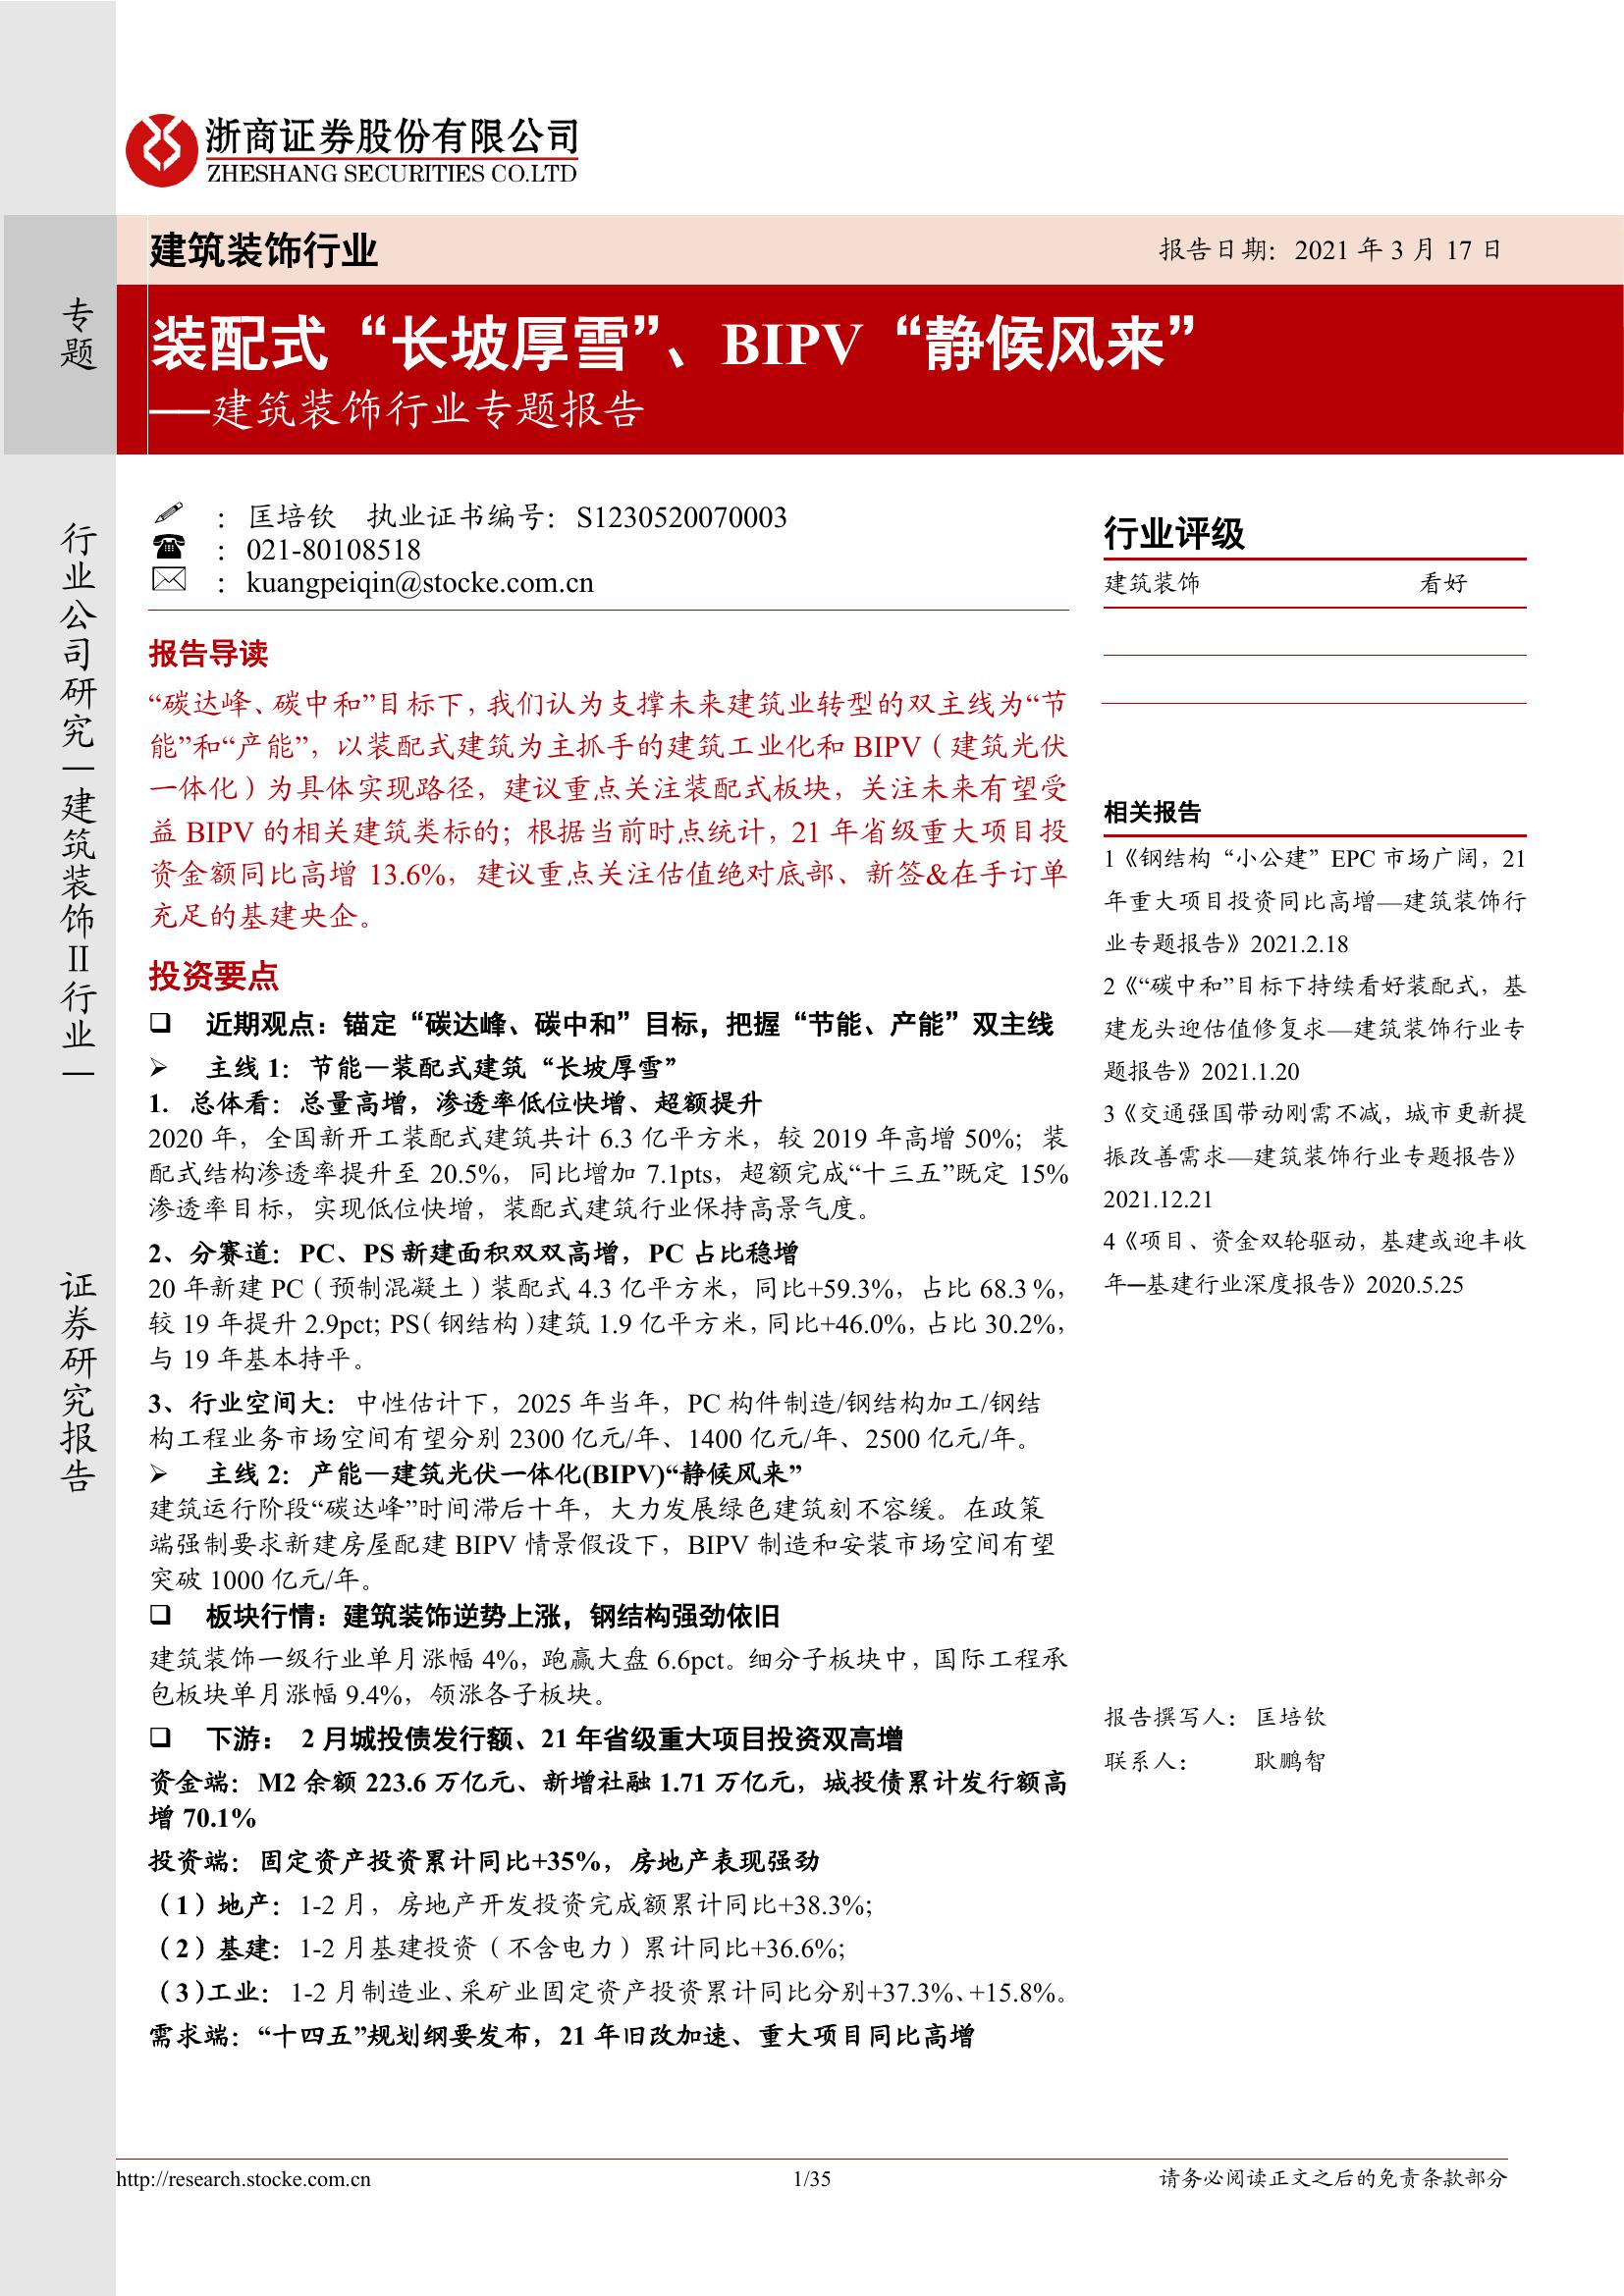 浙商证券股份有限公司
ZHESHANG SECURITIES CO.LTD
建筑装饰行业
报告日期：2021 年 3 月 17 日
专题
装配式“长坡厚雪”、BIPV“静候风来”
──建筑装饰行业专题报告
行业公司研究│建筑装饰II行业│
证券研究报告
：匡培钦 执业证书编号：S1230520070003
：021-80108518
：kuangpeiqin@stocke.com.cn
报告导读
“碳达峰、碳中和”目标下，我们认为支撑未来建筑业转型的双主线为“节
能”和“产能”，以装配式建筑为主抓手的建筑工业化和 BIPV（建筑光伏
一体化）为具体实现路径，建议重点关注装配式板块，关注未来有望受
益 BIPV 的相关建筑类标的；根据当前时点统计，21 年省级重大项目投
资金额同比高增 13.6%，建议重点关注估值绝对底部、新签&在手订单
充足的基建央企。
投资要点
❑ 近期观点：锚定“碳达峰、碳中和”目标，把握“节能、产能”双主线
➢ 主线 1：节能—装配式建筑“长坡厚雪”
1. 总体看：总量高增，渗透率低位快增、超额提升
2020 年，全国新开工装配式建筑共计 6.3 亿平方米，较 2019 年高增 50%；装
配式结构渗透率提升至 20.5%，同比增加 7.1pts，超额完成“十三五”既定 15%
渗透率目标，实现低位快增，装配式建筑行业保持高景气度。
2、分赛道：PC、PS 新建面积双双高增，PC 占比稳增
20 年新建 PC（预制混凝土）装配式 4.3 亿平方米，同比+59.3%，占比 68.3％，
较 19 年提升 2.9pct；PS（钢结构）建筑 1.9 亿平方米，同比+46.0%，占比 30.2%，
与 19 年基本持平。
3、行业空间大：中性估计下，2025 年当年，PC 构件制造/钢结构加工/钢结
构工程业务市场空间有望分别 2300 亿元/年、1400 亿元/年、2500 亿元/年。
➢ 主线 2：产能—建筑光伏一体化(BIPV)“静候风来”
建筑运行阶段“碳达峰”时间滞后十年，大力发展绿色建筑刻不容缓。在政策
端强制要求新建房屋配建 BIPV 情景假设下，BIPV 制造和安装市场空间有望
突破 1000 亿元/年。
❑ 板块行情：建筑装饰逆势上涨，钢结构强劲依旧
建筑装饰一级行业单月涨幅 4%，跑赢大盘 6.6pct。细分子板块中，国际工程承
包板块单月涨幅 9.4%，领涨各子板块。
❑ 下游： 2 月城投债发行额、21 年省级重大项目投资双高增
资金端：M2 余额 223.6 万亿元、新增社融 1.71 万亿元，城投债累计发行额高
增 70.1%
投资端：固定资产投资累计同比+35%，房地产表现强劲
（1）地产：1-2 月，房地产开发投资完成额累计同比+38.3%；
（2）基建：1-2 月基建投资（不含电力）累计同比+36.6%；
（3）工业：1-2 月制造业、采矿业固定资产投资累计同比分别+37.3%、+15.8%。
需求端：“十四五”规划纲要发布，21 年旧改加速、重大项目同比高增
行业评级
建筑装饰 看好
相关报告
1《钢结构“小公建”EPC 市场广阔，21
年重大项目投资同比高增—建筑装饰行
业专题报告》2021.2.18
2《“碳中和”目标下持续看好装配式，基
建龙头迎估值修复求—建筑装饰行业专
题报告》2021.1.20
3《交通强国带动刚需不减，城市更新提
振改善需求—建筑装饰行业专题报告》
2021.12.21
4《项目、资金双轮驱动，基建或迎丰收
年─基建行业深度报告》2020.5.25
报告撰写人：匡培钦
联系人： 耿鹏智
http://research.stocke.com.cn
1/35
请务必阅读正文之后的免责条款部分